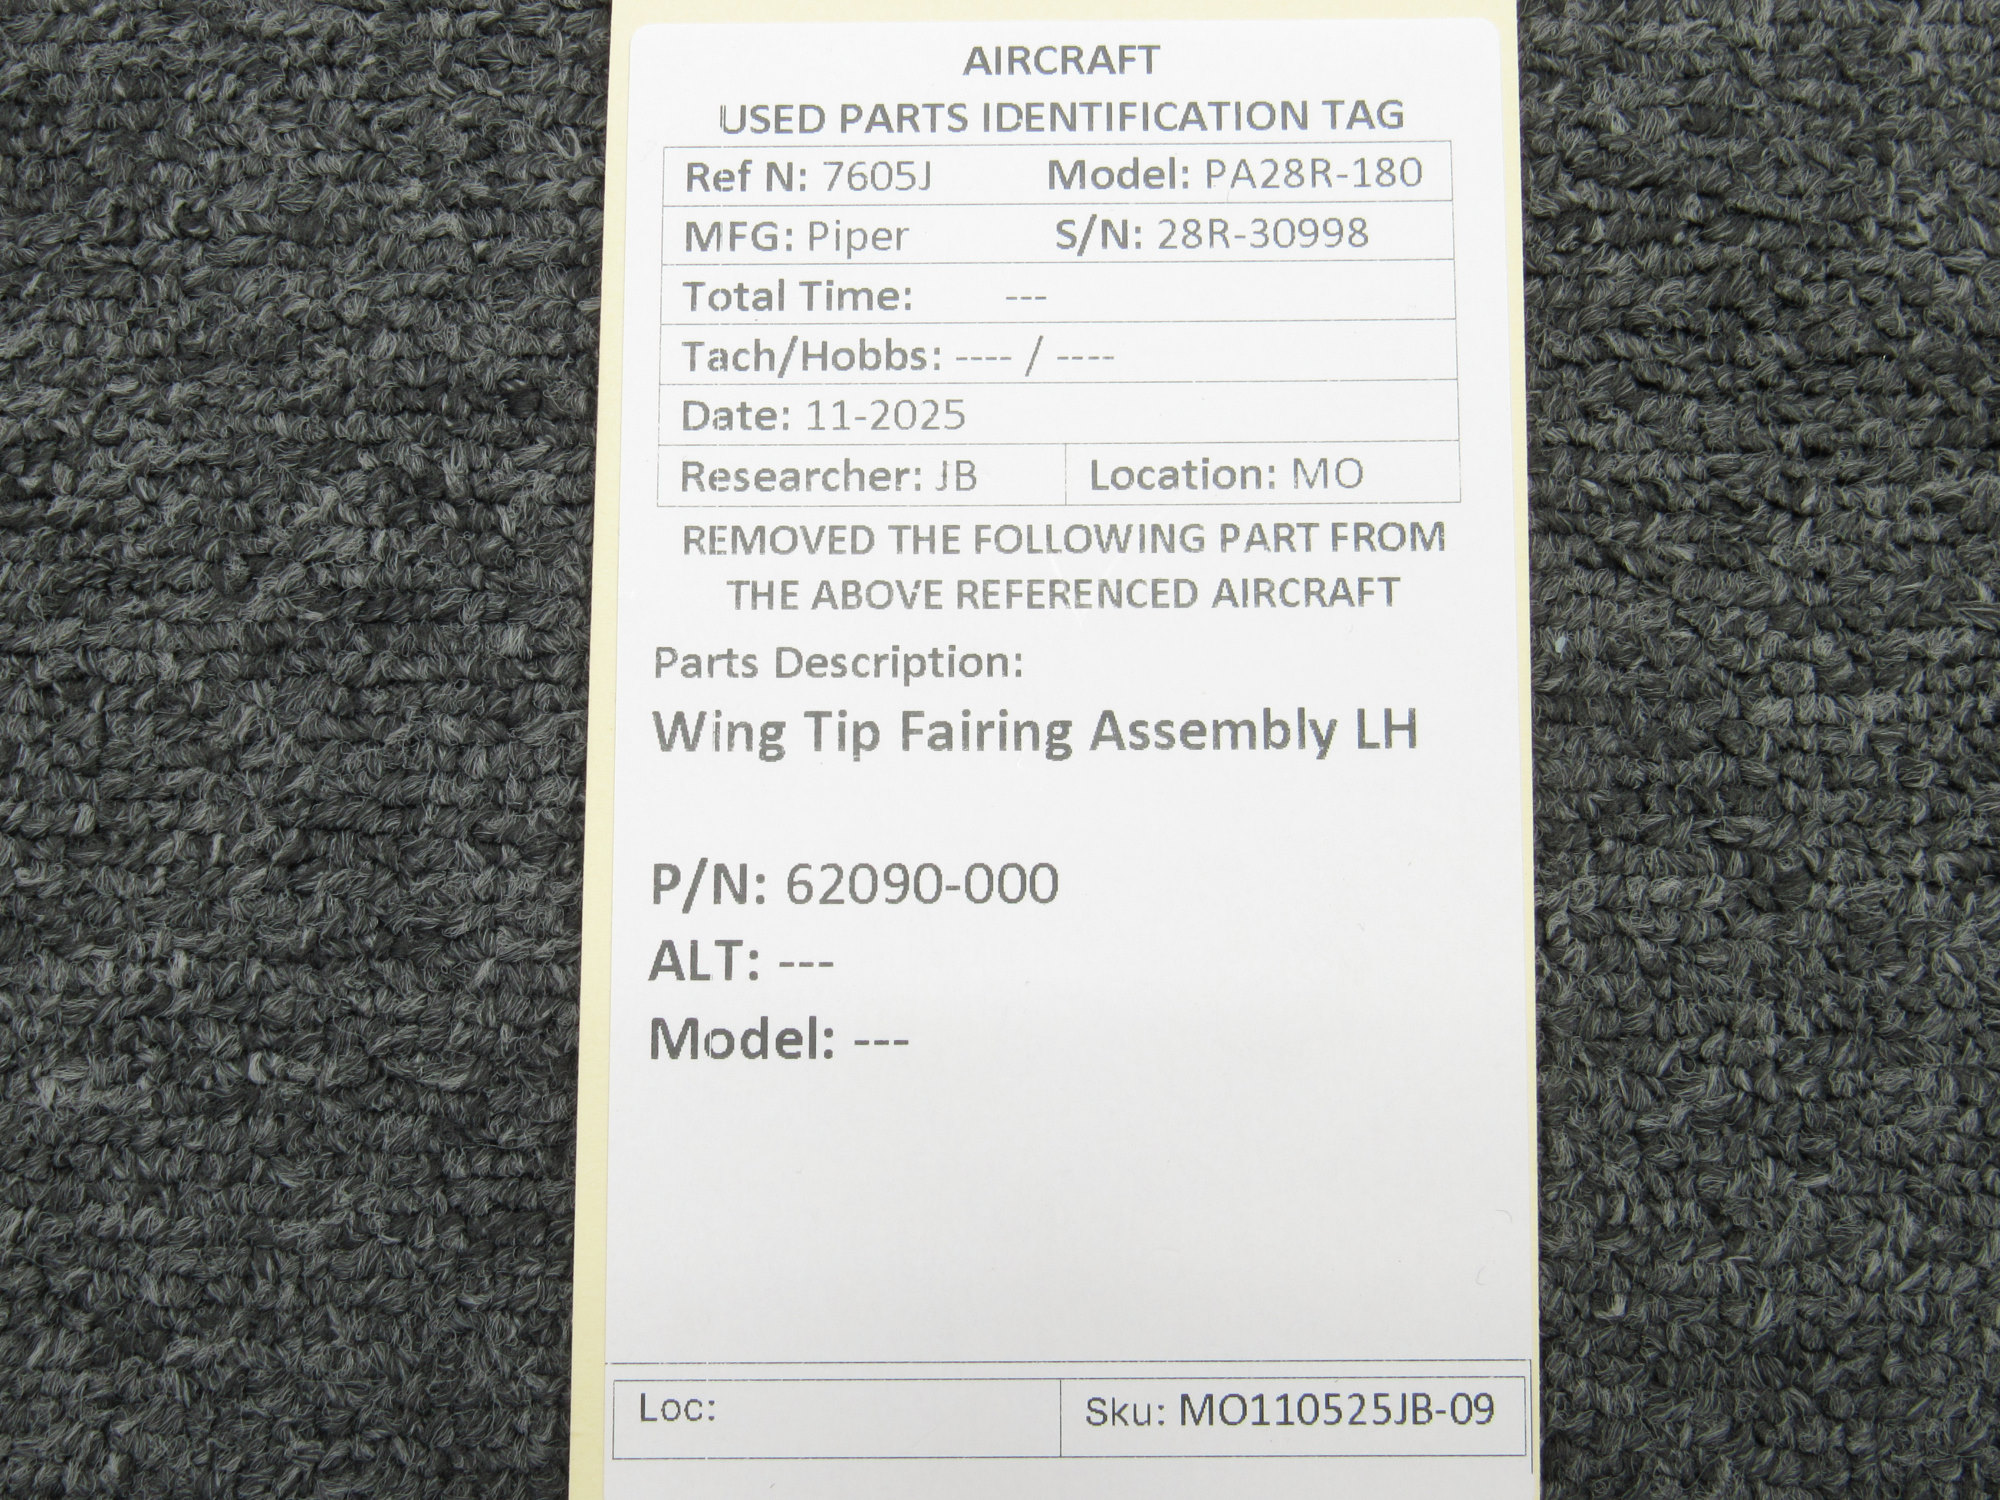 AIRCRAFT
USED PARTS IDENTIFICATION TAG
Ref N: 7605J Model: PA28R-180
MFG: Piper S/N: 28R-30998
Total Time: ---
Tach/Hobbs: ---- / ----
Date: 11-2025
Researcher: JB Location: MO
REMOVED THE FOLLOWING PART FROM
THE ABOVE REFERENCED AIRCRAFT
Parts Description:
Wing Tip Fairing Assembly LH
P/N: 62090-000
ALT: ---
Model: ---
Loc: Sku: MO110525JB-09